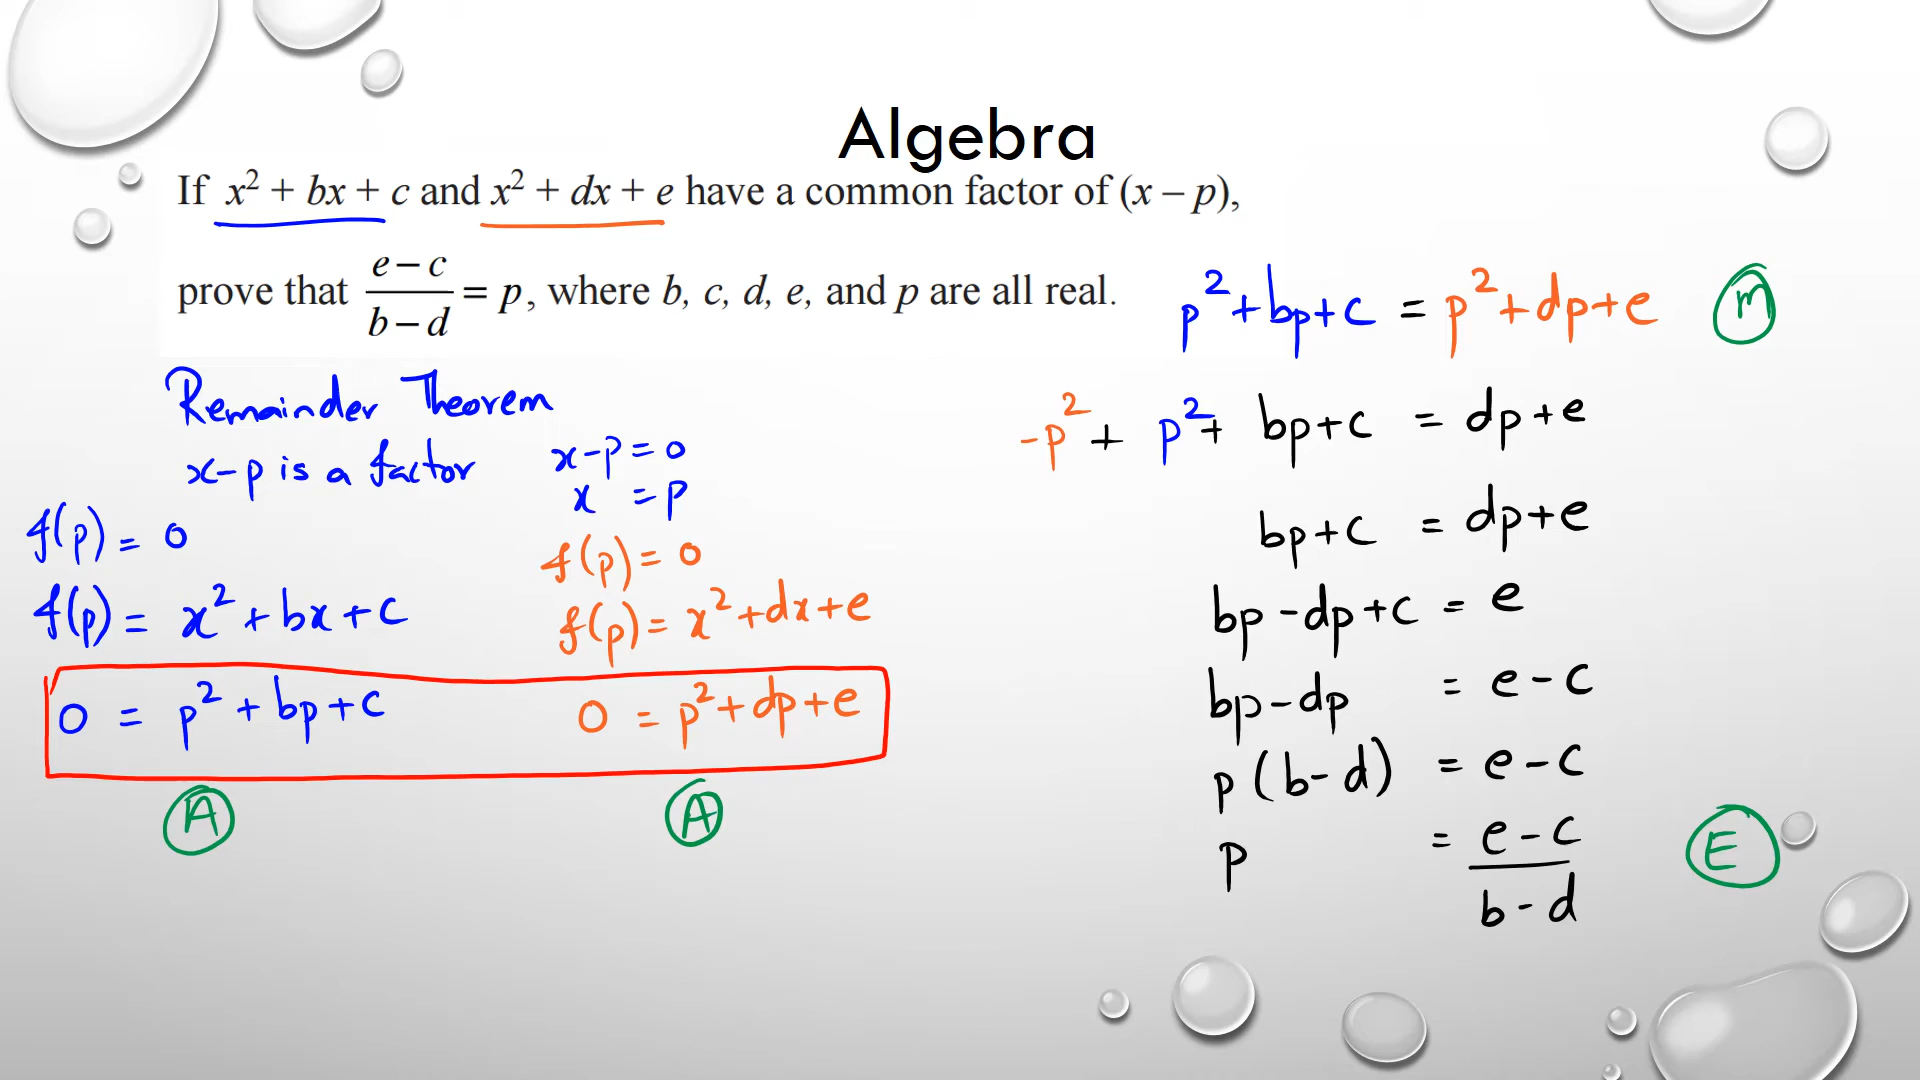 Algebra
If x² + bx + c and x² + dx + e have a common factor of (x – p),
prove that (e – c)/(b – d) = p, where b, c, d, e, and p are all real.
Remainder Theorem
x-p is a factor
x-p = 0
x = p
f(p) = 0
f(p) = x² + bx + c
0 = p² + bp + c
A
f(p) = 0
f(p) = x² + dx + e
0 = p² + dp + e
A
p² + bp + c = p² + dp + e
M
-p² + p² + bp + c = dp + e
bp + c = dp + e
bp - dp + c = e
bp - dp = e - c
p (b - d) = e - c
p = (e - c)/(b - d)
E